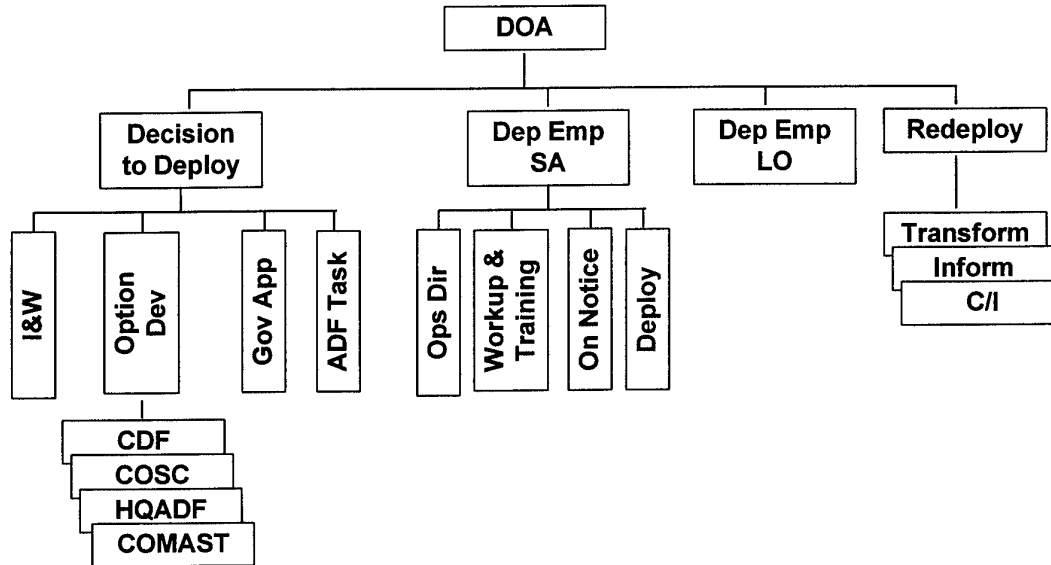 DOA
Decision
to Deploy
Dep Emp
SA
Dep Emp
LO
Redeploy
I&W
Option
Dev
Gov App
ADF Task
Ops Dir
Workup &
Training
On Notice
Deploy
Transform
Inform
C/I
CDF
COSC
HQADF
COMAST